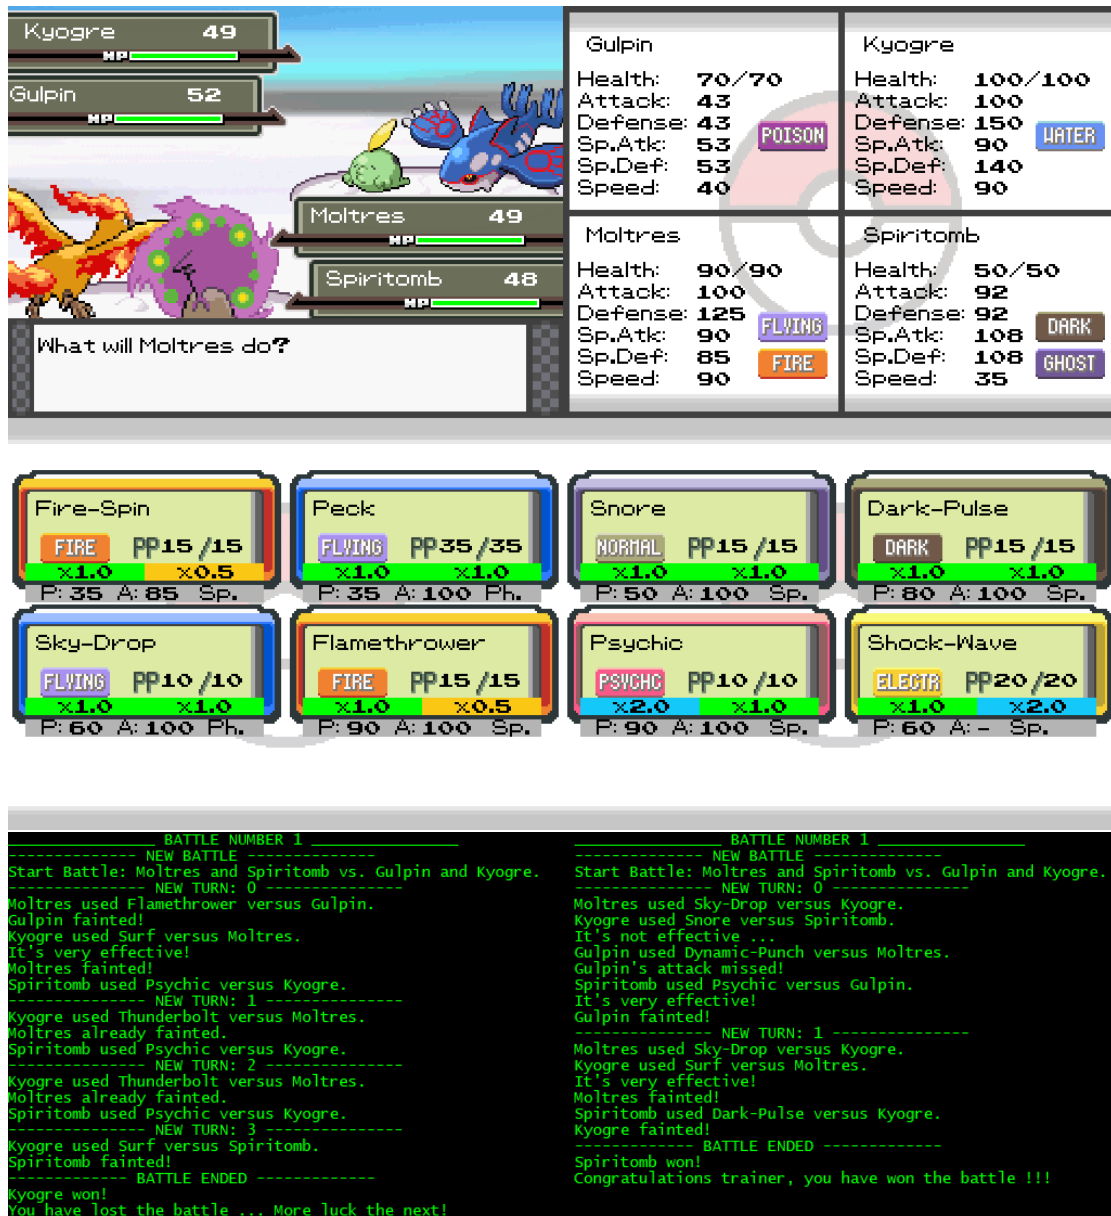 Kyogre 49
HP
Gulpin 52
HP
Moltres 49
HP
Spiritomb 48
HP
What will Moltres do?
Gulpin
Health: 70/70
Attack: 43
Defense: 43
Sp.Atk: 53
Sp.Def: 53
Speed: 40
POISON
Kyogre
Health: 100/100
Attack: 100
Defense: 150
Sp.Atk: 90
Sp.Def: 140
Speed: 90
WATER
Moltres
Health: 90/90
Attack: 100
Defense: 125
Sp.Atk: 90
Sp.Def: 85
Speed: 90
FLYING
FIRE
Spiritomb
Health: 50/50
Attack: 92
Defense: 92
Sp.Atk: 108
Sp.Def: 108
Speed: 35
DARK
GHOST
Fire-Spin
FIRE PP15/15
x1.0 x0.5
P: 35 A: 85 Sp.
Peck
FLYING PP35/35
x1.0 x1.0
P: 35 A: 100 Ph.
Snore
NORMAL PP15/15
x1.0 x1.0
P: 50 A: 100 Sp.
Dark-Pulse
DARK PP15/15
x1.0 x1.0
P: 80 A: 100 Sp.
Sky-Drop
FLYING PP10/10
x1.0 x1.0
P: 60 A: 100 Ph.
Flamethrower
FIRE PP15/15
x1.0 x0.5
P: 90 A: 100 Sp.
Psychic
PSYCHC PP10/10
x2.0 x1.0
P: 90 A: 100 Sp.
Shock-Wave
ELECTR PP20/20
x1.0 x2.0
P: 60 A: - Sp.
________________ BATTLE NUMBER 1 ________________
--------------- NEW BATTLE ---------------
Start Battle: Moltres and Spiritomb vs. Gulpin and Kyogre.
--------------- NEW TURN: 0 ---------------
Moltres used Flamethrower versus Gulpin.
Gulpin fainted!
Kyogre used Surf versus Moltres.
It's very effective!
Moltres fainted!
Spiritomb used Psychic versus Kyogre.
--------------- NEW TURN: 1 ---------------
Kyogre used Thunderbolt versus Moltres.
Moltres already fainted.
Spiritomb used Psychic versus Kyogre.
--------------- NEW TURN: 2 ---------------
Kyogre used Thunderbolt versus Moltres.
Moltres already fainted.
Spiritomb used Psychic versus Kyogre.
--------------- NEW TURN: 3 ---------------
Kyogre used Surf versus Spiritomb.
Spiritomb fainted!
------------- BATTLE ENDED -------------
Kyogre won!
You have lost the battle ... More luck the next!
________________ BATTLE NUMBER 1 ________________
--------------- NEW BATTLE ---------------
Start Battle: Moltres and Spiritomb vs. Gulpin and Kyogre.
--------------- NEW TURN: 0 ---------------
Moltres used Sky-Drop versus Kyogre.
Kyogre used Snore versus Spiritomb.
It's not effective ...
Gulpin used Dynamic-Punch versus Moltres.
Gulpin's attack missed!
Spiritomb used Psychic versus Gulpin.
It's very effective!
Gulpin fainted!
--------------- NEW TURN: 1 ---------------
Moltres used Sky-Drop versus Kyogre.
Kyogre used Surf versus Moltres.
It's very effective!
Moltres fainted!
Spiritomb used Dark-Pulse versus Kyogre.
Kyogre fainted!
------------- BATTLE ENDED -------------
Spiritomb won!
Congratulations trainer, you have won the battle !!!